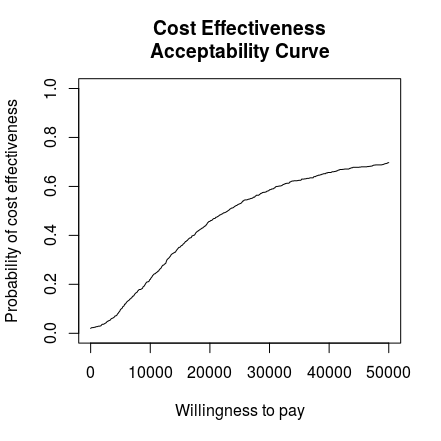 Cost Effectiveness
Acceptability Curve
Probability of cost effectiveness
1.0
0.8
0.6
0.4
0.2
0.0
0 10000 20000 30000 40000 50000
Willingness to pay